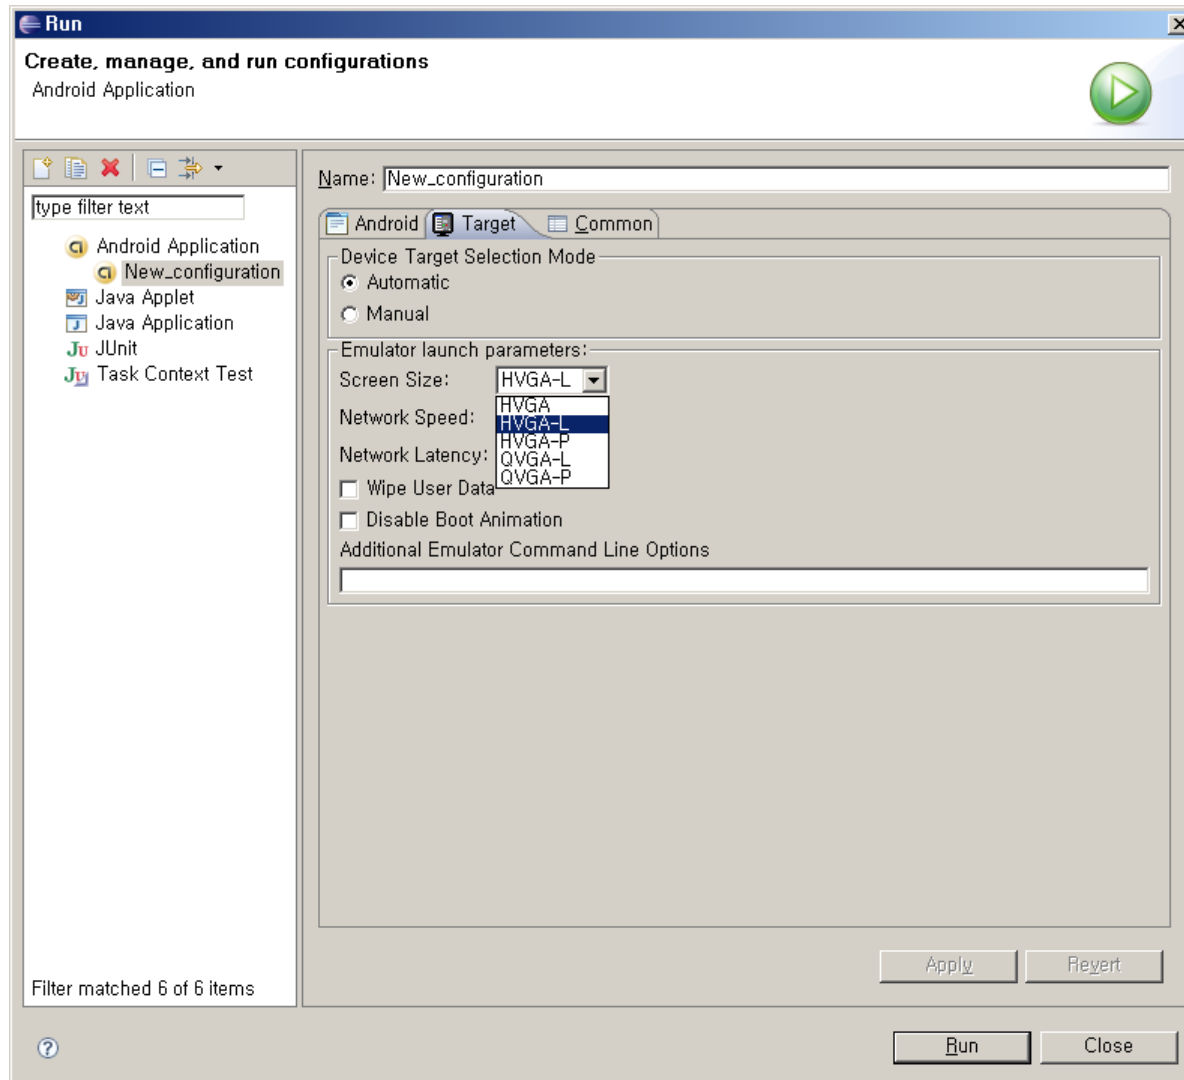 Run
Create, manage, and run configurations
Android Application
type filter text
Android Application
New_configuration
Java Applet
Java Application
JUnit
Task Context Test
Filter matched 6 of 6 items
Name: New_configuration
Android Target Common
Device Target Selection Mode
Automatic
Manual
Emulator launch parameters:
Screen Size: HVGA-L
HVGA
HVGA-L
HVGA-P
QVGA-L
QVGA-P
Network Speed:
Network Latency:
Wipe User Data
Disable Boot Animation
Additional Emulator Command Line Options
Apply Revert
Run Close